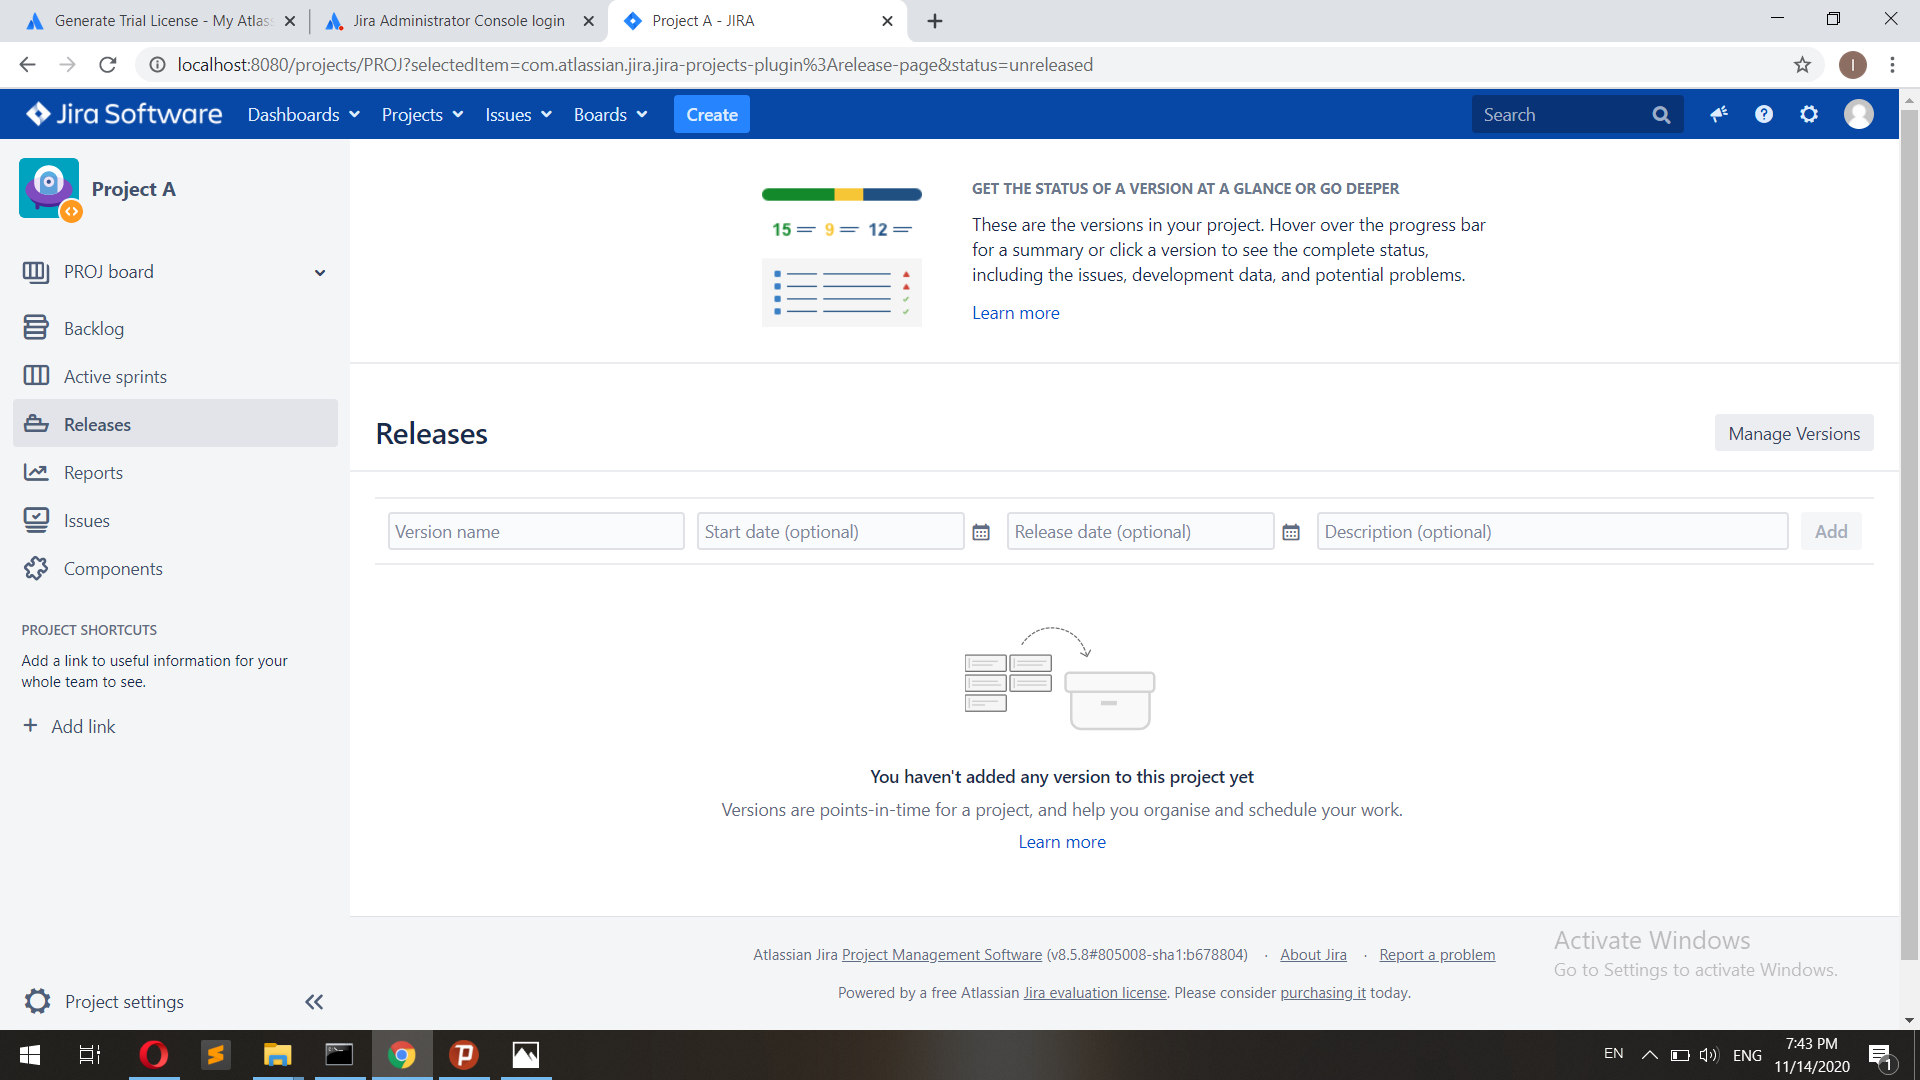 Generate Trial License - My Atlas
Jira Administrator Console login
Project A - JIRA
localhost:8080/projects/PROJ?selectedItem=com.atlassian.jira.jira-projects-plugin%3Arelease-page&status=unreleased
I
Jira Software Dashboards Projects Issues Boards Create Search
Project A
PROJ board
Backlog
Active sprints
Releases
Reports
Issues
Components
PROJECT SHORTCUTS
Add a link to useful information for your
whole team to see.
+ Add link
Project settings
15 9 12
GET THE STATUS OF A VERSION AT A GLANCE OR GO DEEPER
These are the versions in your project. Hover over the progress bar
for a summary or click a version to see the complete status,
including the issues, development data, and potential problems.
Learn more
Releases
Manage Versions
Version name Start date (optional) Release date (optional) Description (optional) Add
You haven't added any version to this project yet
Versions are points-in-time for a project, and help you organise and schedule your work.
Learn more
Atlassian Jira Project Management Software (v8.5.8#805008-sha1:b678804) · About Jira · Report a problem
Powered by a free Atlassian Jira evaluation license. Please consider purchasing it today.
Activate Windows
Go to Settings to activate Windows.
EN ENG
7:43 PM
11/14/2020
1